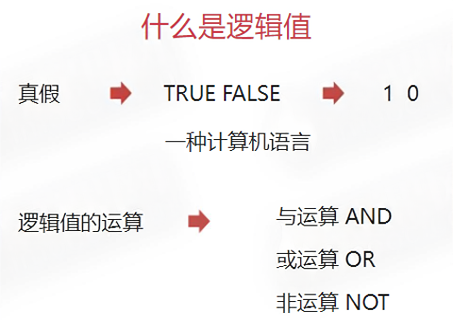 什么是逻辑值
真假 TRUE FALSE 1 0
一种计算机语言
逻辑值的运算
与运算 AND
或运算 OR
非运算 NOT